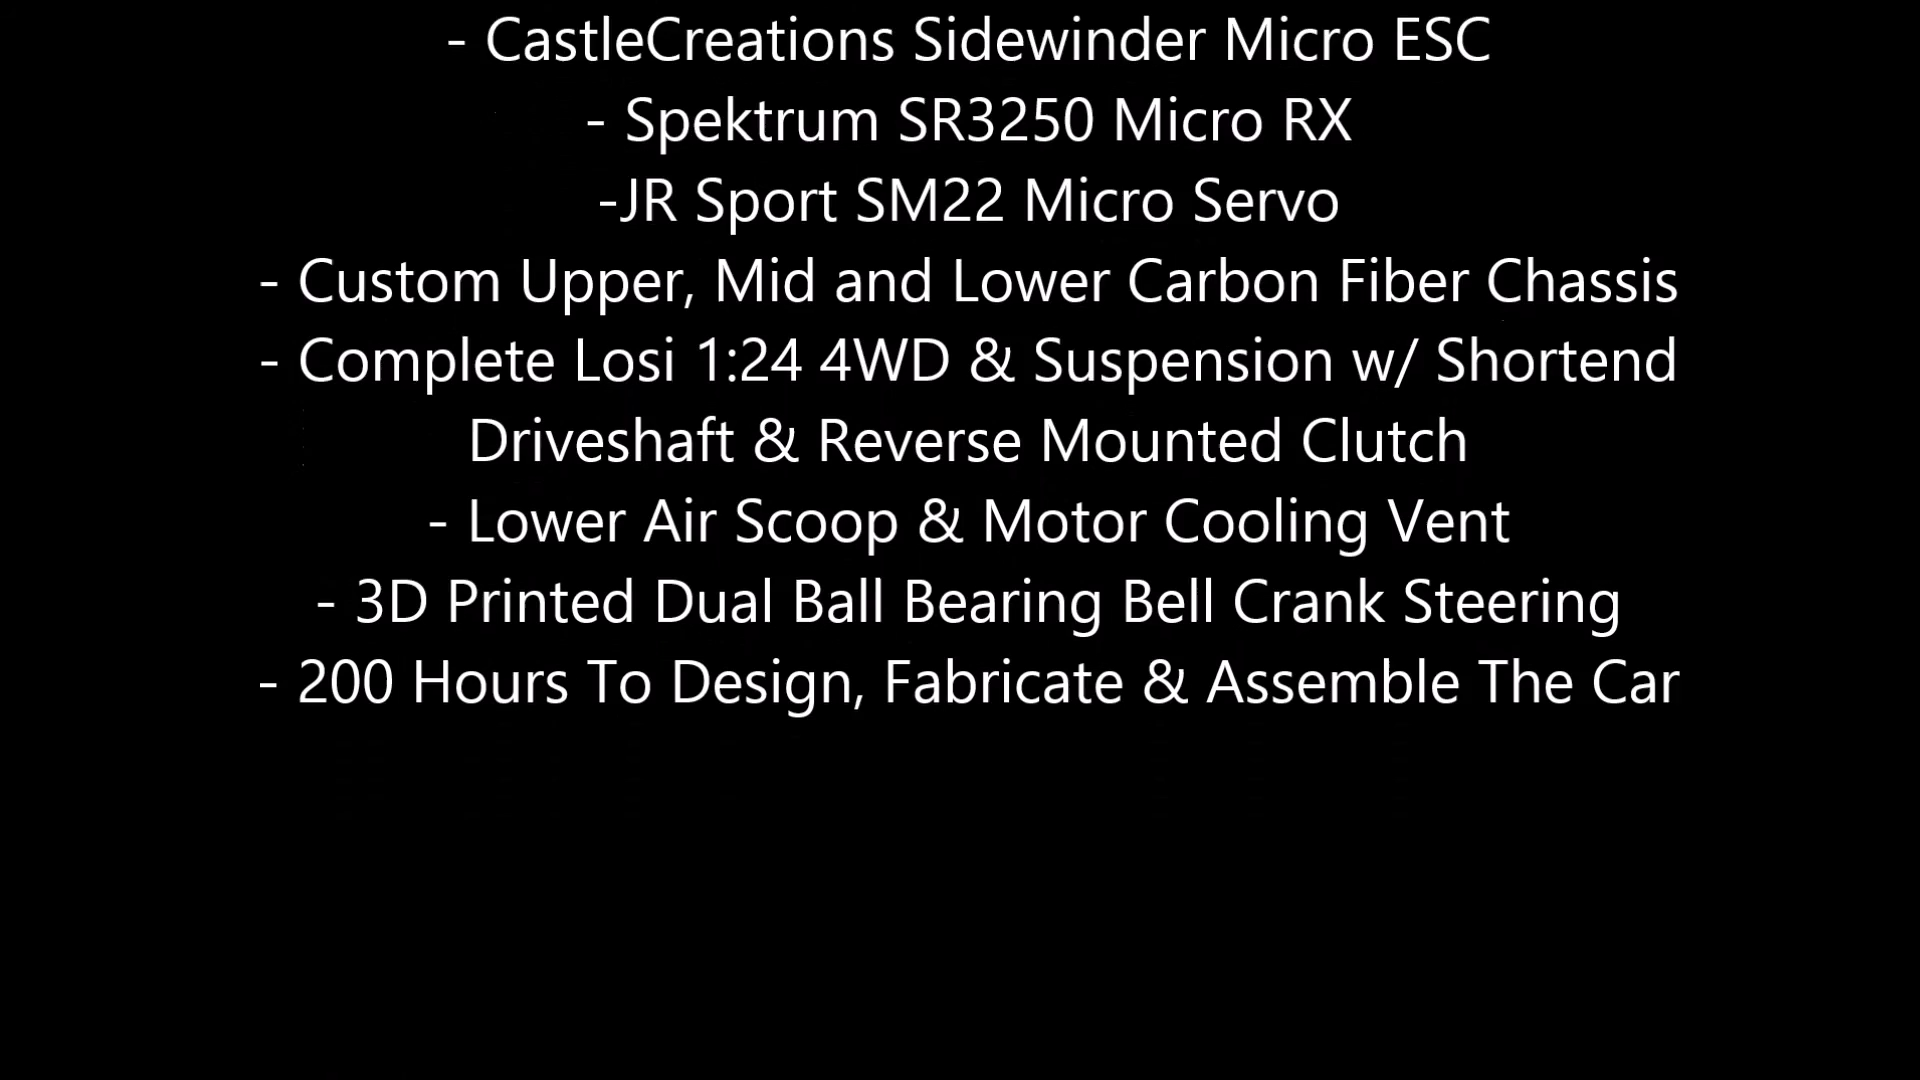 - CastleCreations Sidewinder Micro ESC
- Spektrum SR3250 Micro RX
-JR Sport SM22 Micro Servo
- Custom Upper, Mid and Lower Carbon Fiber Chassis
- Complete Losi 1:24 4WD & Suspension w/ Shortend
Driveshaft & Reverse Mounted Clutch
- Lower Air Scoop & Motor Cooling Vent
- 3D Printed Dual Ball Bearing Bell Crank Steering
- 200 Hours To Design, Fabricate & Assemble The Car